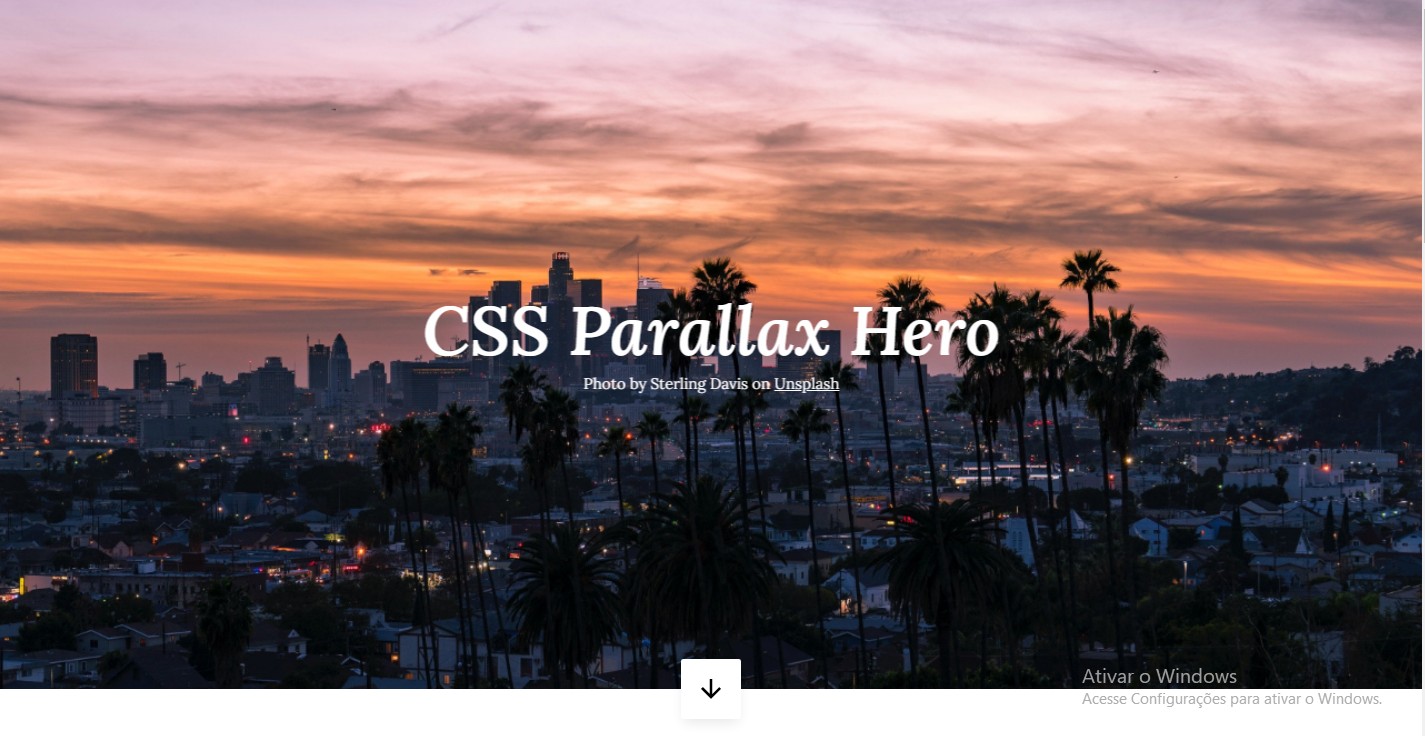 CSS Parallax Hero
Photo by Sterling Davis on Unsplash
Ativar o Windows
Acesse Configurações para ativar o Windows.